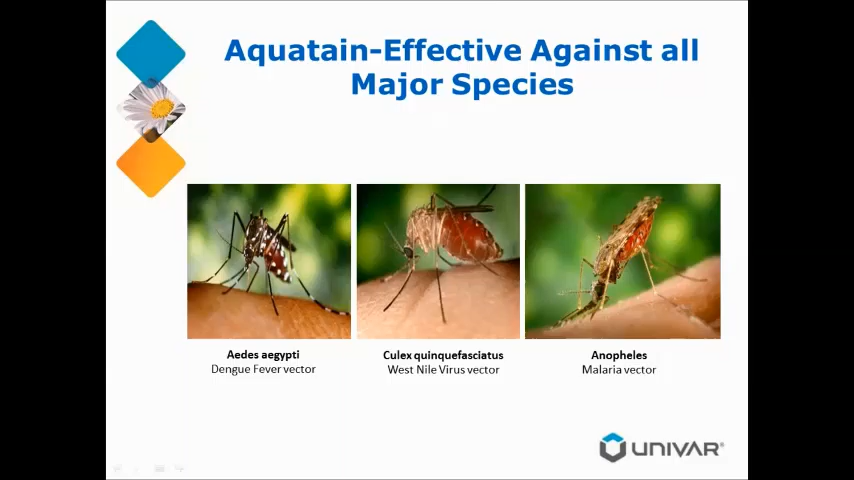 Aquatain-Effective Against all
Major Species
Aedes aegypti
Dengue Fever vector
Culex quinquefasciatus
West Nile Virus vector
Anopheles
Malaria vector
UNIVAR®